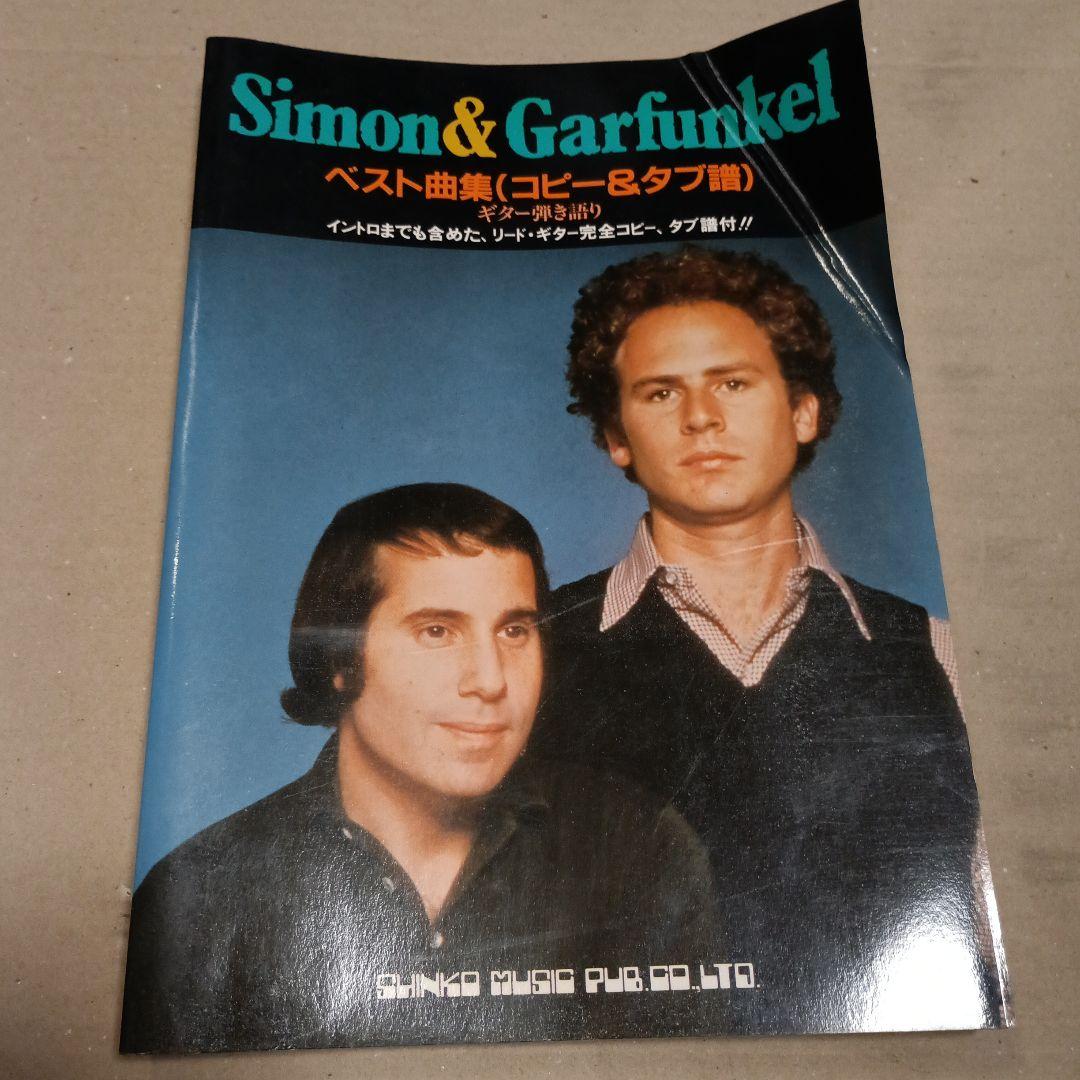 Simon & Garfunkel
ベスト曲集(コピー&タブ譜)
ギター弾き語り
イントロまでも含めた、リード・ギター完全コピー、タブ譜付!!
SHINKO MUSIC PUB. CO., LTD.